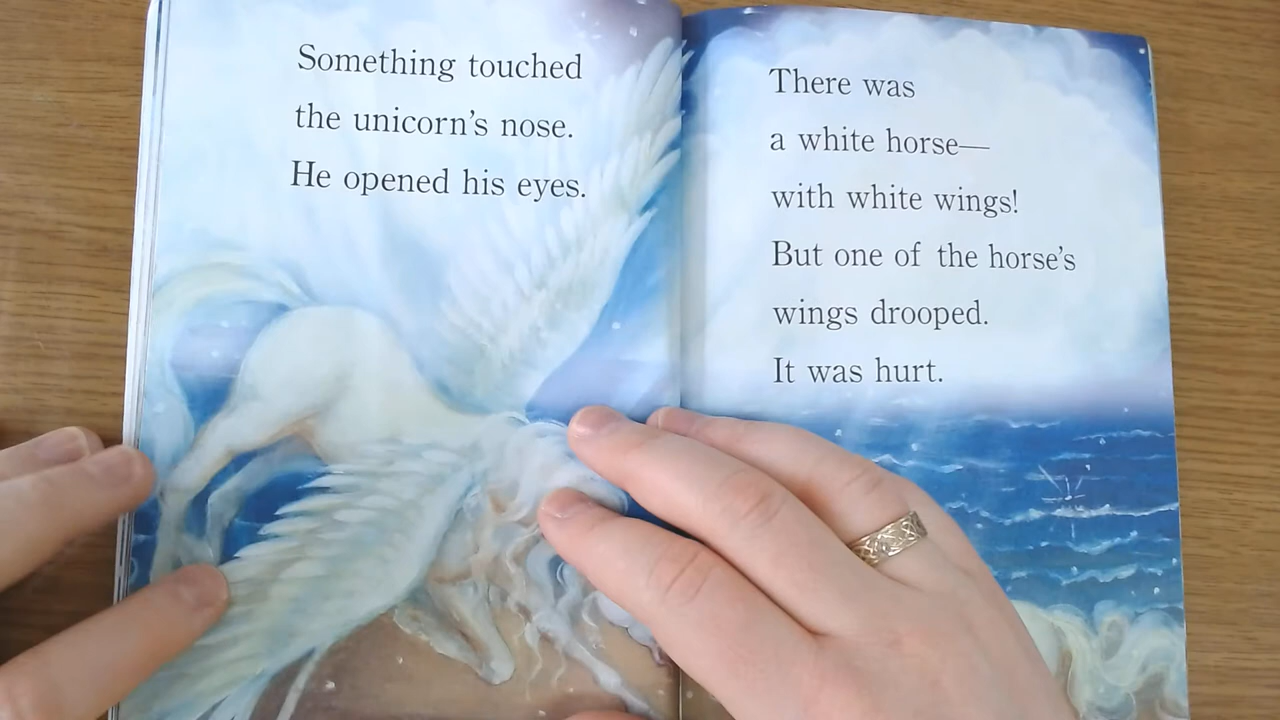 Something touched
the unicorn's nose.
He opened his eyes.
There was
a white horse—
with white wings!
But one of the horse's
wings drooped.
It was hurt.